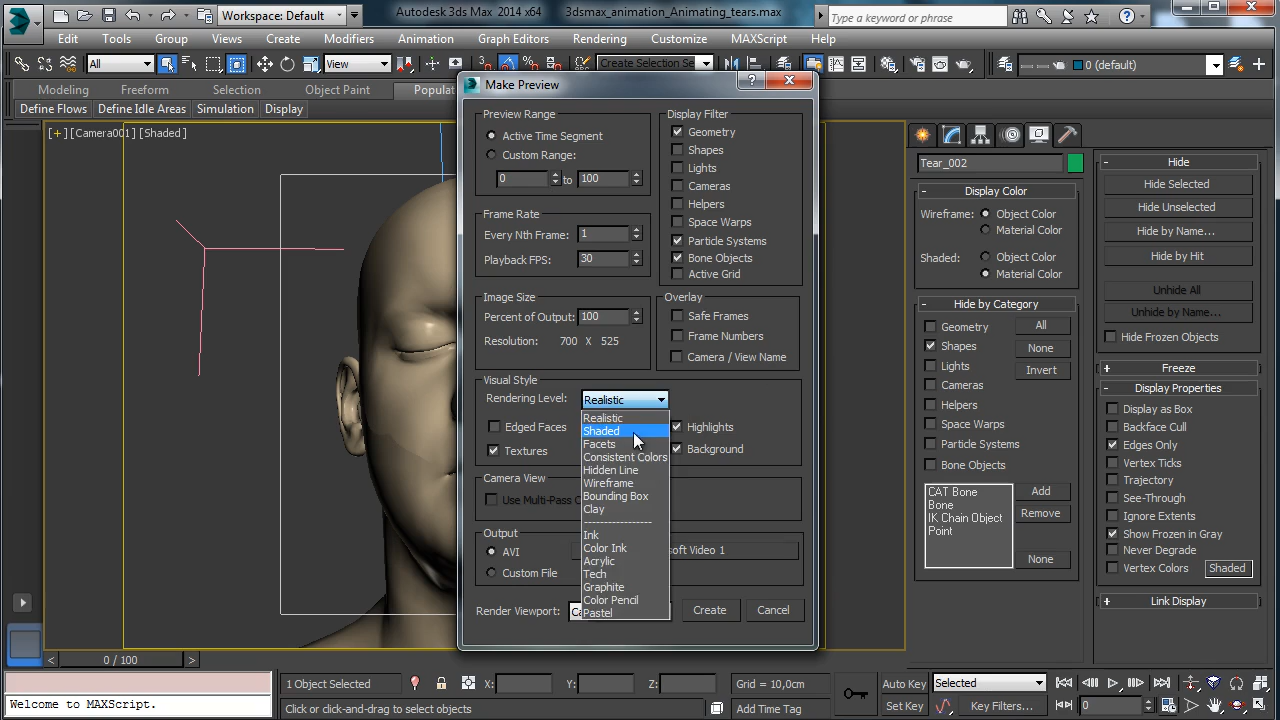 Workspace: Default
Autodesk 3ds Max 2014 x64 3dsmax_animation_Animating_tears.max
Type a keyword or phrase
Edit Tools Group Views Create Modifiers Animation Graph Editors Rendering Customize MAXScript Help
All View Create Selection Se 0 (default)
Modeling Freeform Selection Object Paint Populat
Define Flows Define Idle Areas Simulation Display
[+][Camera001][Shaded]
Make Preview
Preview Range
Active Time Segment
Custom Range:
0 to 100
Frame Rate
Every Nth Frame: 1
Playback FPS: 30
Image Size
Percent of Output: 100
Resolution: 700 X 525
Display Filter
Geometry
Shapes
Lights
Cameras
Helpers
Space Warps
Particle Systems
Bone Objects
Active Grid
Overlay
Safe Frames
Frame Numbers
Camera / View Name
Visual Style
Rendering Level: Realistic
Edged Faces Highlights
Textures Background
Realistic
Shaded
Facets
Consistent Colors
Hidden Line
Wireframe
Bounding Box
Clay
------------------
Ink
Color Ink
Acrylic
Tech
Graphite
Color Pencil
Pastel
Camera View
Use Multi-Pass
Output
AVI soft Video 1
Custom File
Render Viewport: Create Cancel
Tear_002
Display Color
Wireframe: Object Color
Material Color
Shaded: Object Color
Material Color
Hide by Category
Geometry All
Shapes None
Lights Invert
Cameras
Helpers
Space Warps
Particle Systems
Bone Objects
CAT Bone
Bone
IK Chain Object
Point
Add
Remove
None
Hide
Hide Selected
Hide Unselected
Hide by Name...
Hide by Hit
Unhide All
Unhide by Name...
Hide Frozen Objects
Freeze
Display Properties
Display as Box
Backface Cull
Edges Only
Vertex Ticks
Trajectory
See-Through
Ignore Extents
Show Frozen in Gray
Never Degrade
Vertex Colors Shaded
Link Display
< 0 / 100 >
1 Object Selected X: Y: Z: Grid = 10,0cm Auto Key Selected
Welcome to MAXScript. Click or click-and-drag to select objects Add Time Tag Set Key Key Filters... 0